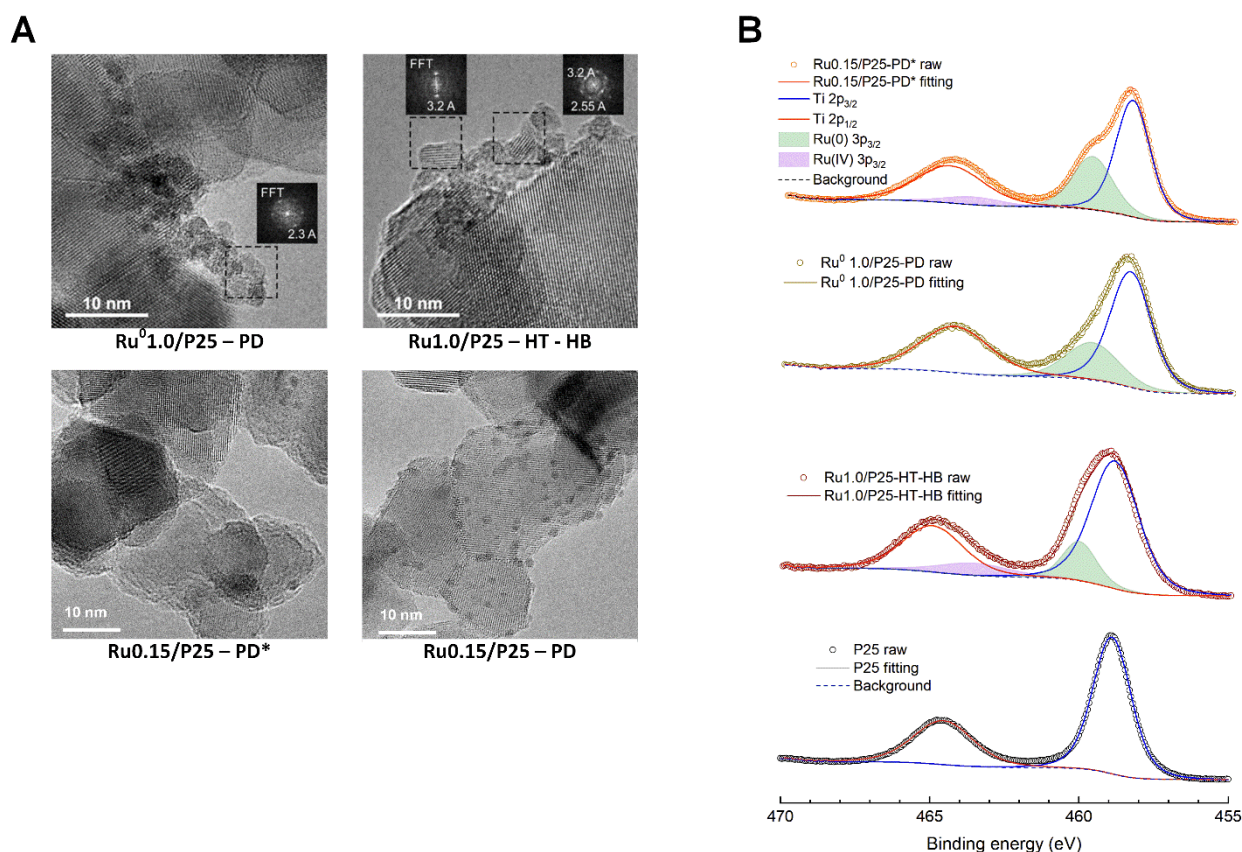 A
FFT
2.3 A
10 nm
Ru⁰1.0/P25 – PD
FFT
3.2 A
3.2 A
2.55 A
10 nm
Ru1.0/P25 – HT - HB
10 nm
Ru0.15/P25 – PD*
10 nm
Ru0.15/P25 – PD
B
Ru0.15/P25-PD* raw
Ru0.15/P25-PD* fitting
Ti 2p₃/₂
Ti 2p₁/₂
Ru(0) 3p₃/₂
Ru(IV) 3p₃/₂
Background
Ru⁰ 1.0/P25-PD raw
Ru⁰ 1.0/P25-PD fitting
Ru1.0/P25-HT-HB raw
Ru1.0/P25-HT-HB fitting
P25 raw
P25 fitting
Background
470 465 460 455
Binding energy (eV)